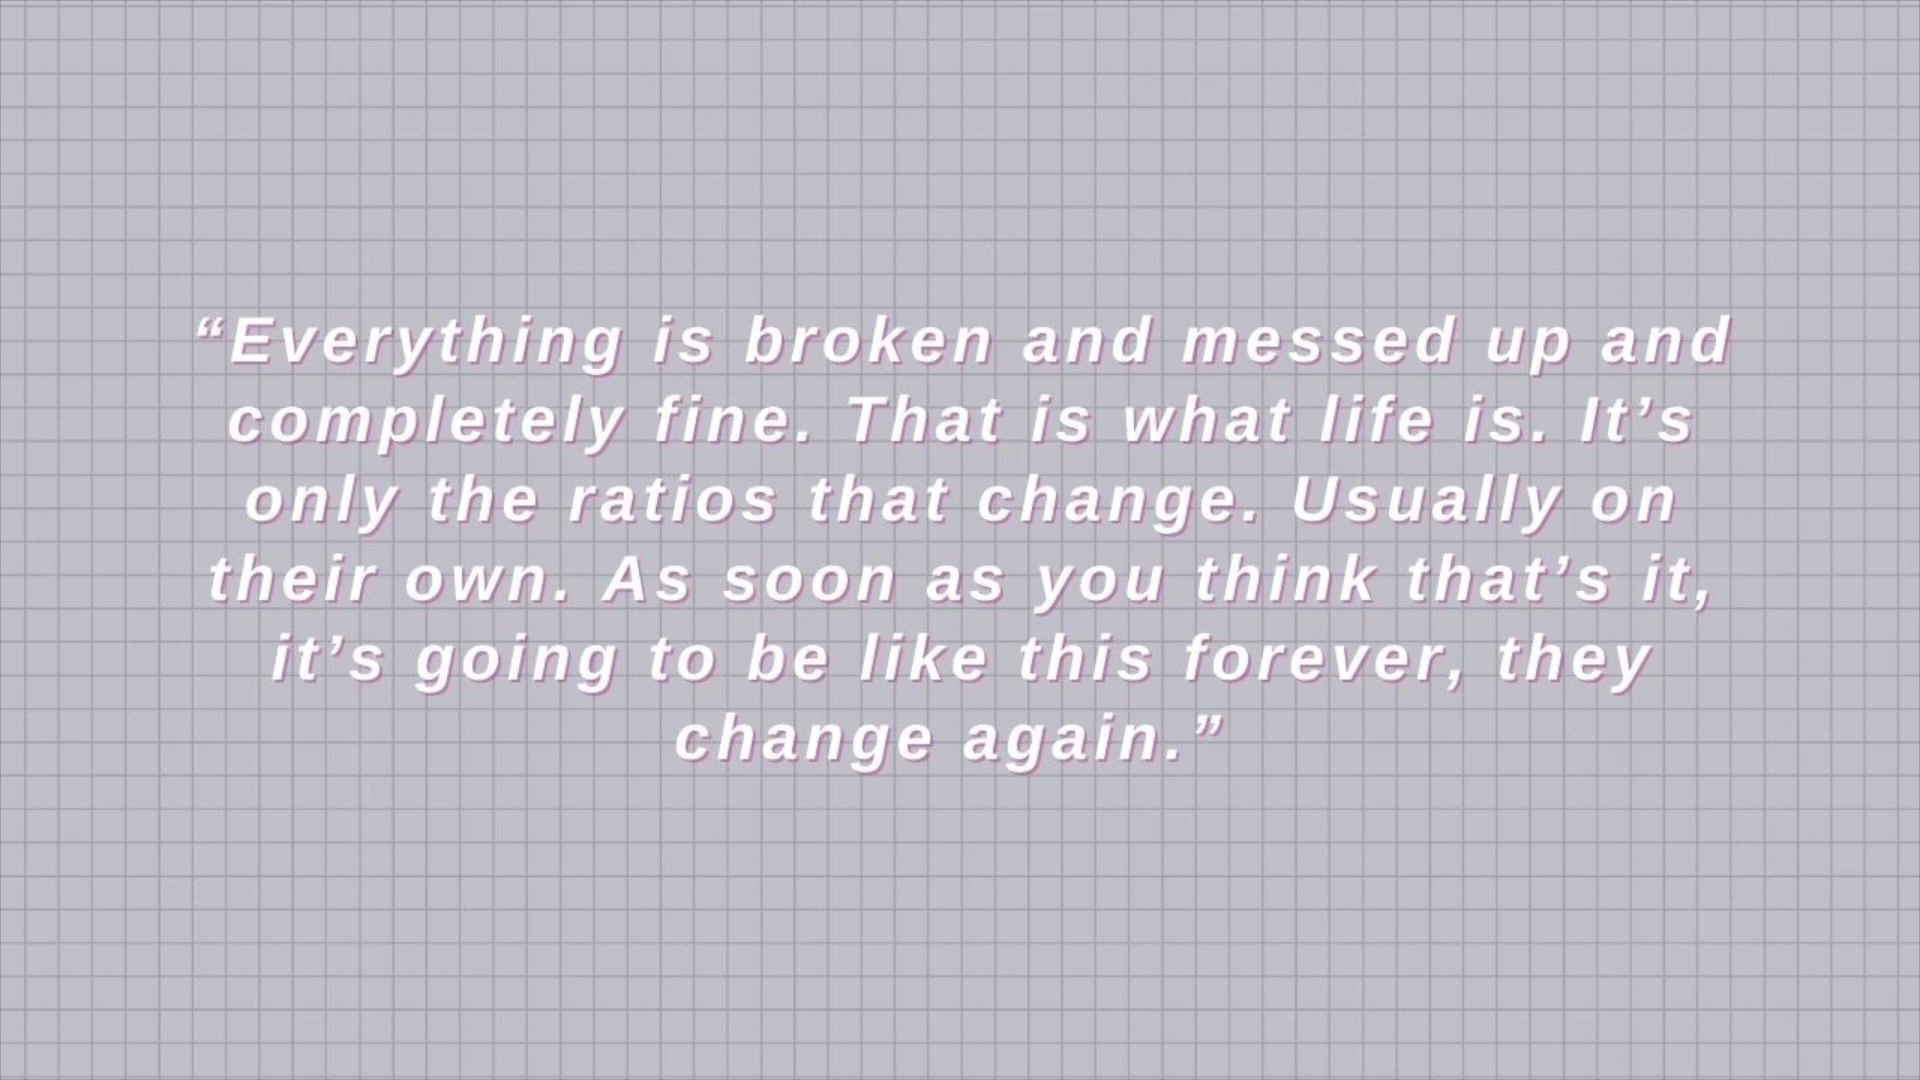 “Everything is broken and messed up and
completely fine. That is what life is. It’s
only the ratios that change. Usually on
their own. As soon as you think that’s it,
it’s going to be like this forever, they
change again.”